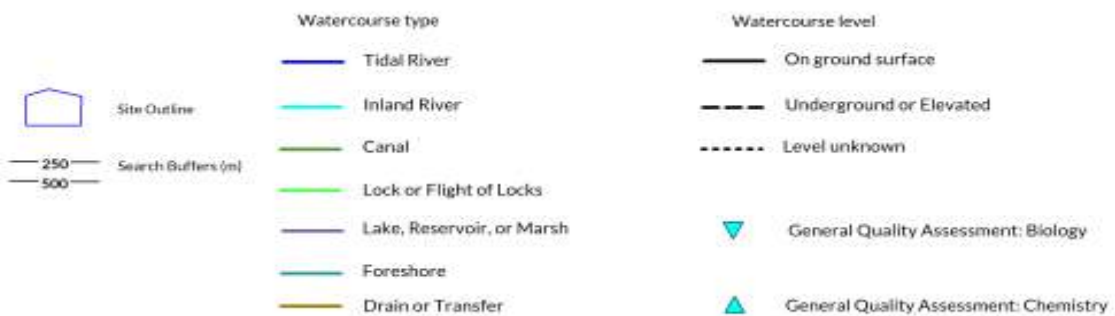 Site Outline
250
500
Search Buffers (m)
Watercourse type
Tidal River
Inland River
Canal
Lock or Flight of Locks
Lake, Reservoir, or Marsh
Foreshore
Drain or Transfer
Watercourse level
On ground surface
Underground or Elevated
Level unknown
General Quality Assessment: Biology
General Quality Assessment: Chemistry